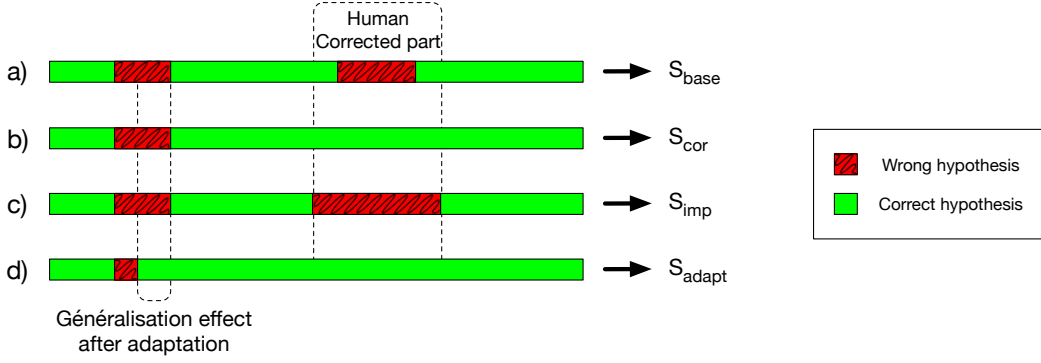 Human
Corrected part
a)
S_base
b)
S_cor
c)
S_imp
d)
S_adapt
Wrong hypothesis
Correct hypothesis
Généralisation effect
after adaptation